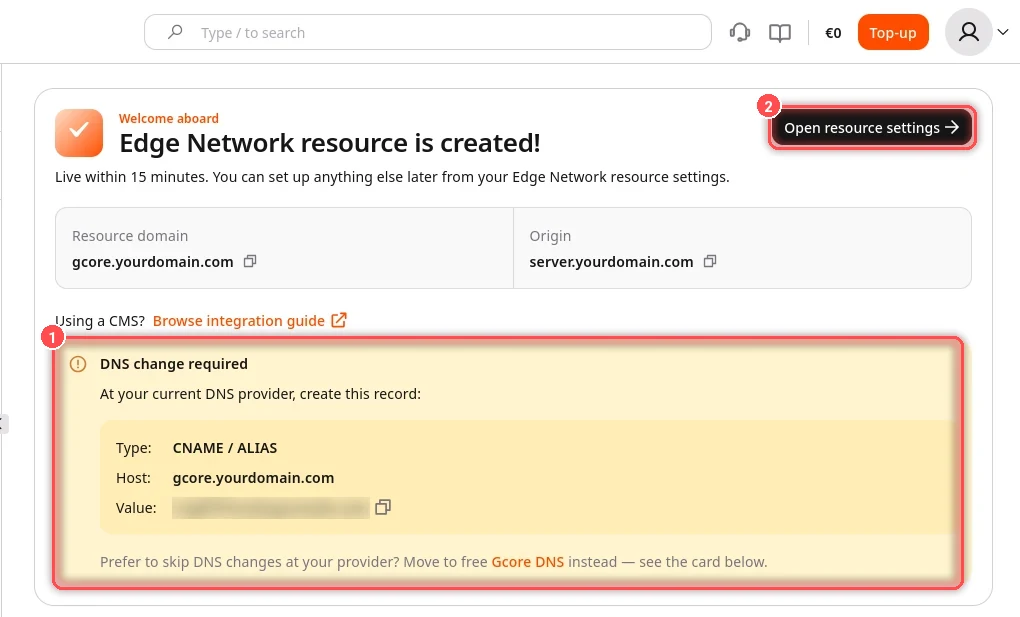 Type / to search
€0
Top-up
2
Welcome aboard
Edge Network resource is created!
Open resource settings
Live within 15 minutes. You can set up anything else later from your Edge Network resource settings.
Resource domain
gcore.yourdomain.com
Origin
server.yourdomain.com
Using a CMS? Browse integration guide
1
DNS change required
At your current DNS provider, create this record:
Type: CNAME / ALIAS
Host: gcore.yourdomain.com
Value:
Prefer to skip DNS changes at your provider? Move to free Gcore DNS instead — see the card below.